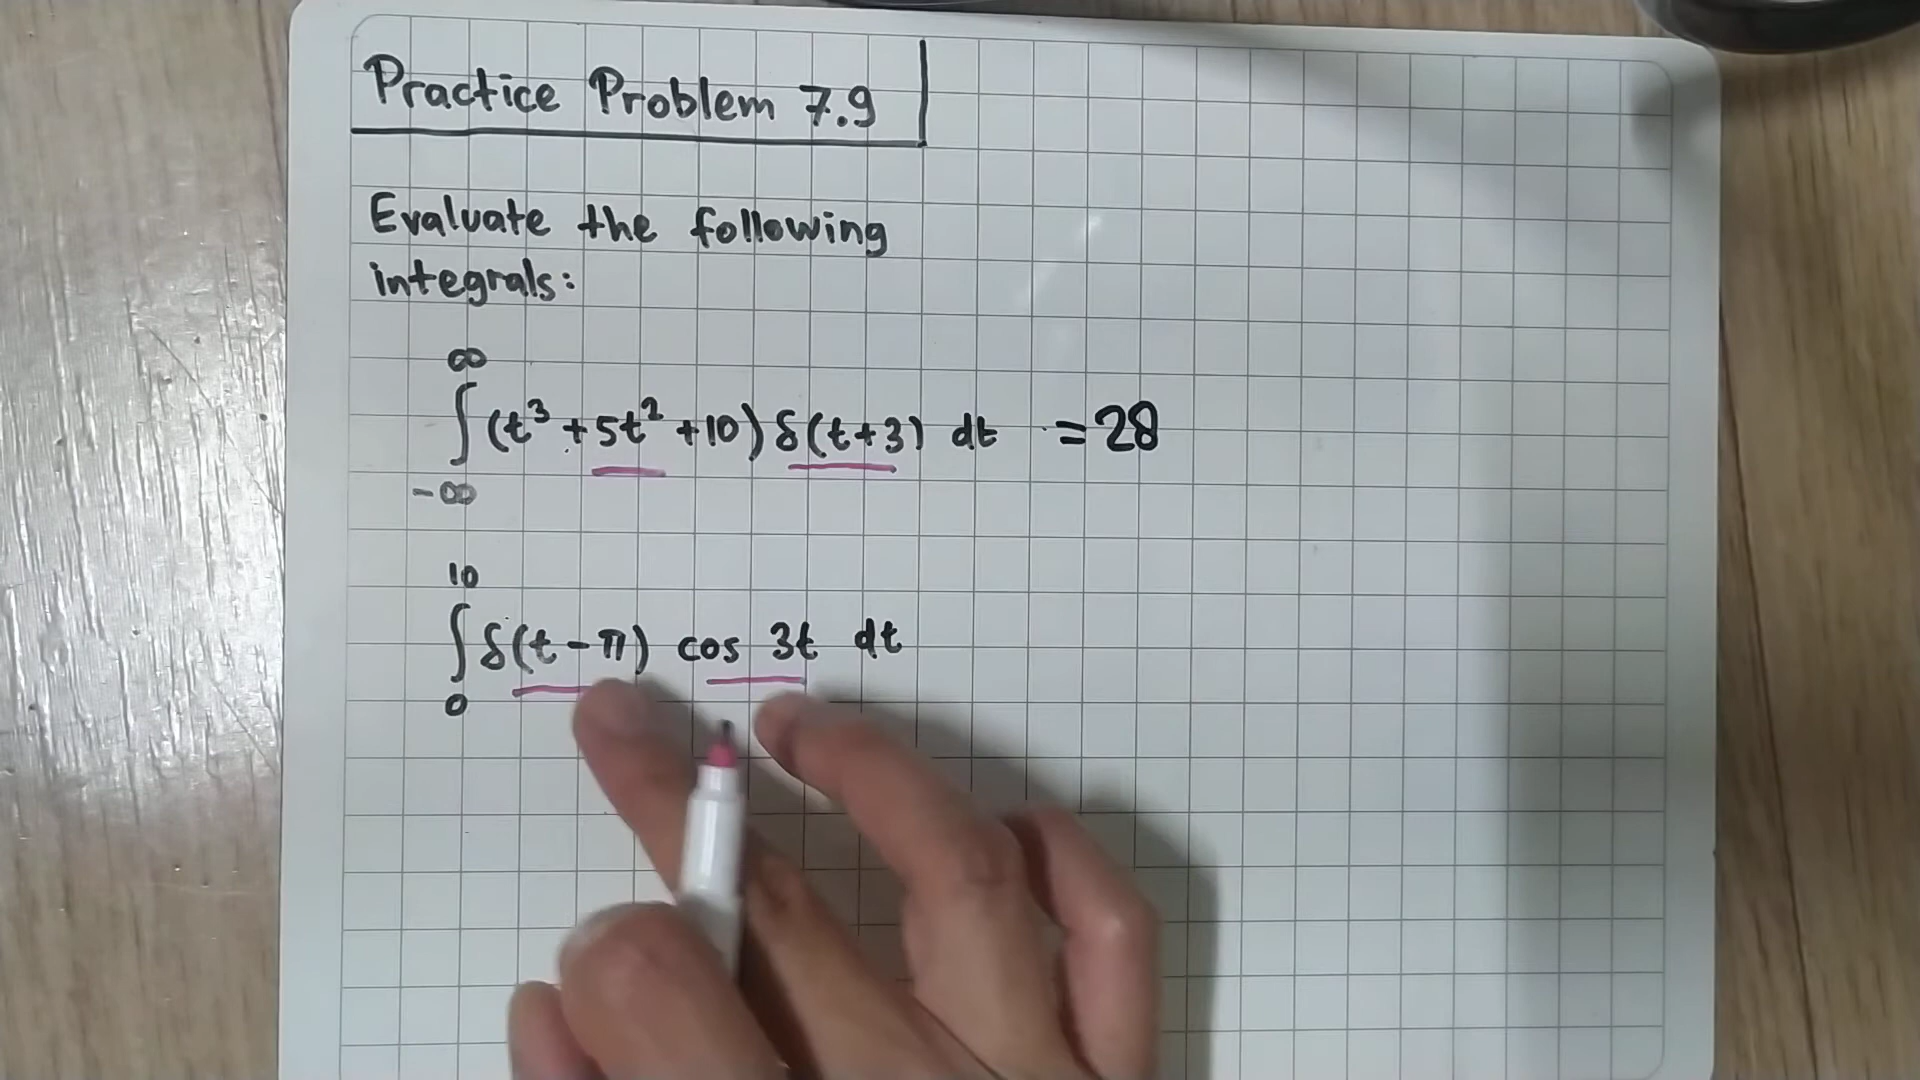 Practice Problem 7.9
Evaluate the following
integrals:
∞
∫(t³ + 5t² + 10) δ(t+3) dt = 28
-∞
10
∫δ(t-π) cos 3t dt
0